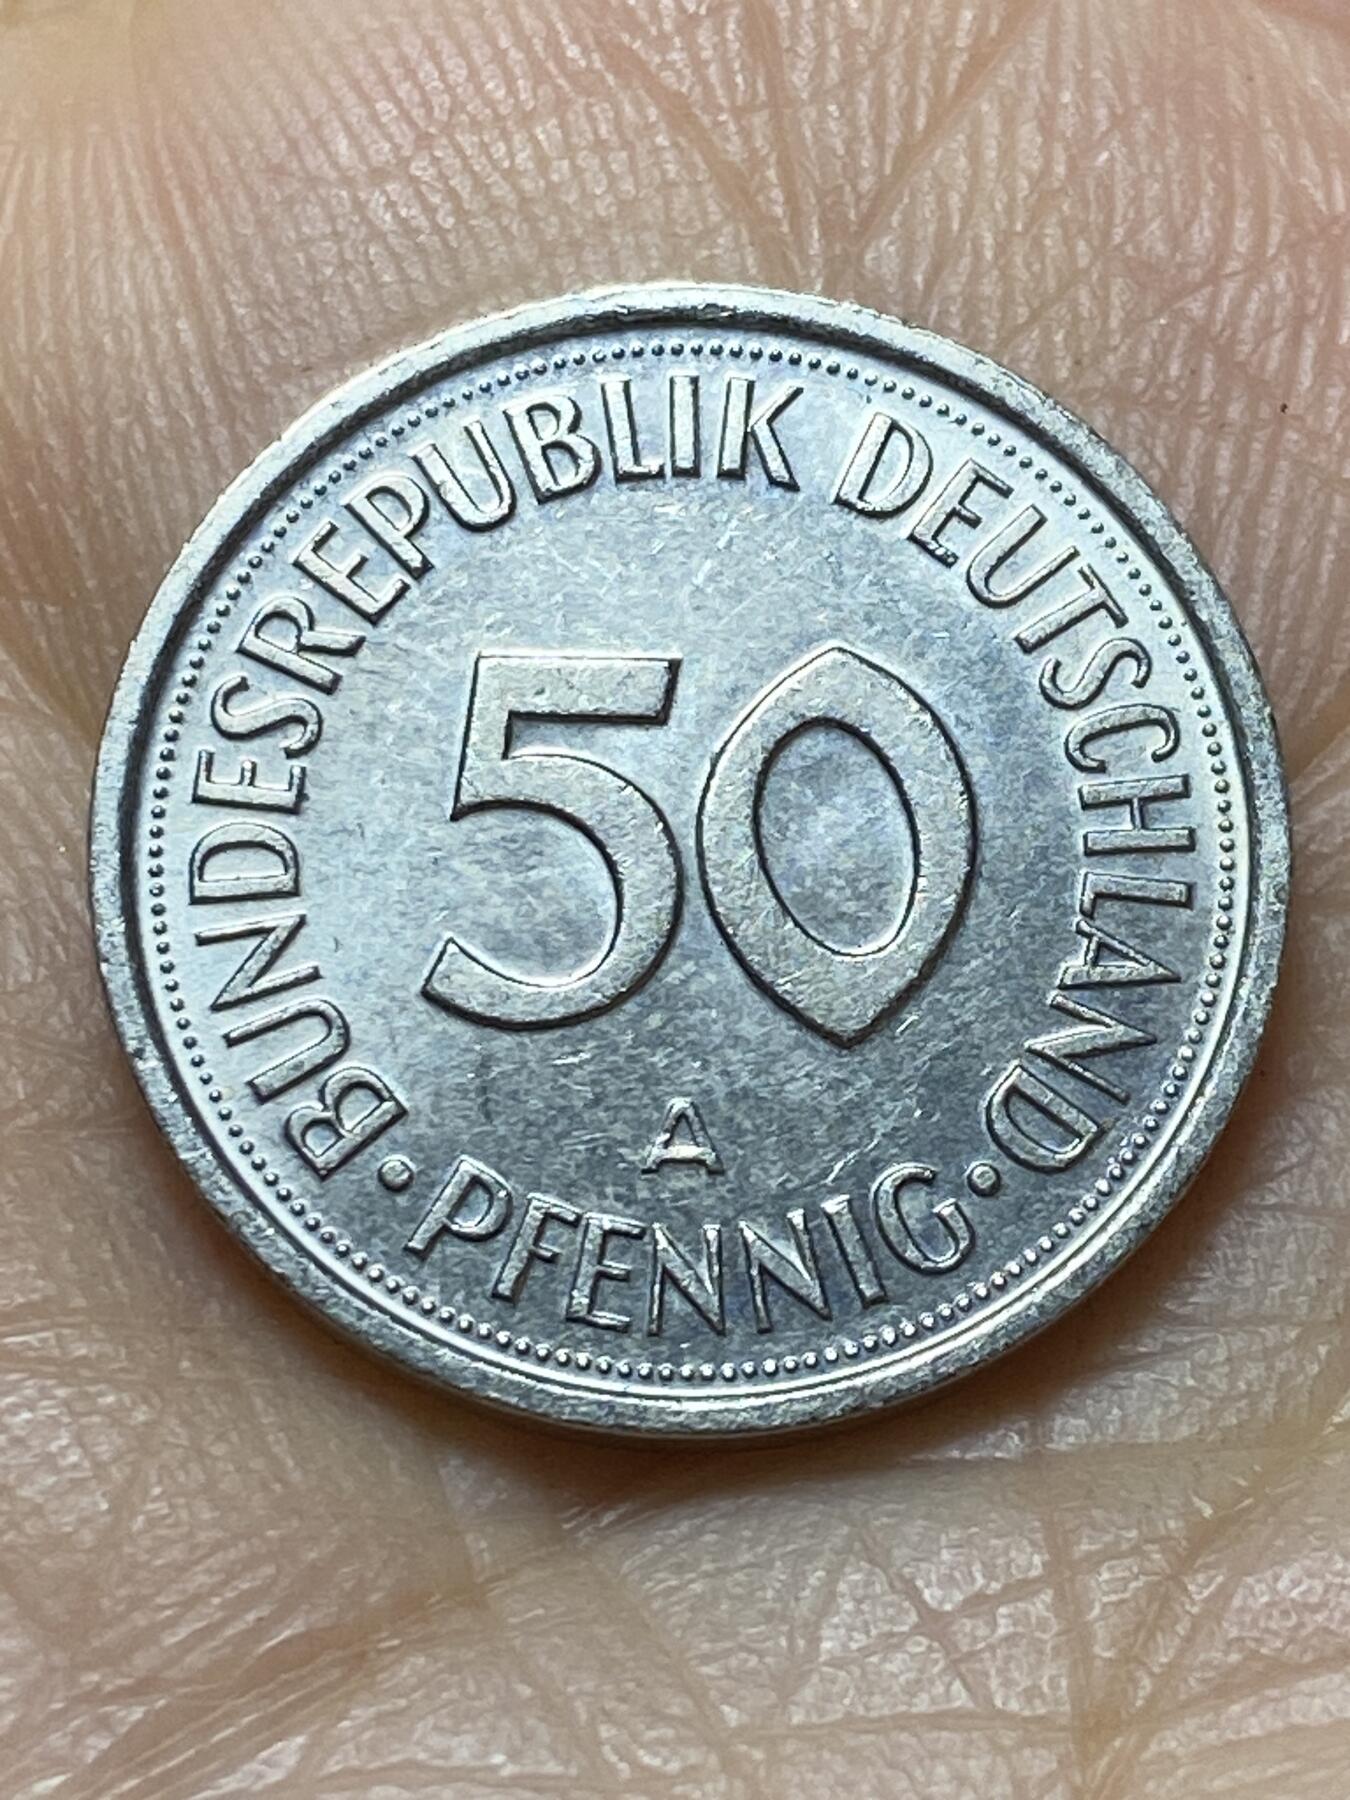 BUNDESREPUBLIK DEUTSCHLAND
50
A
· PFENNIG ·